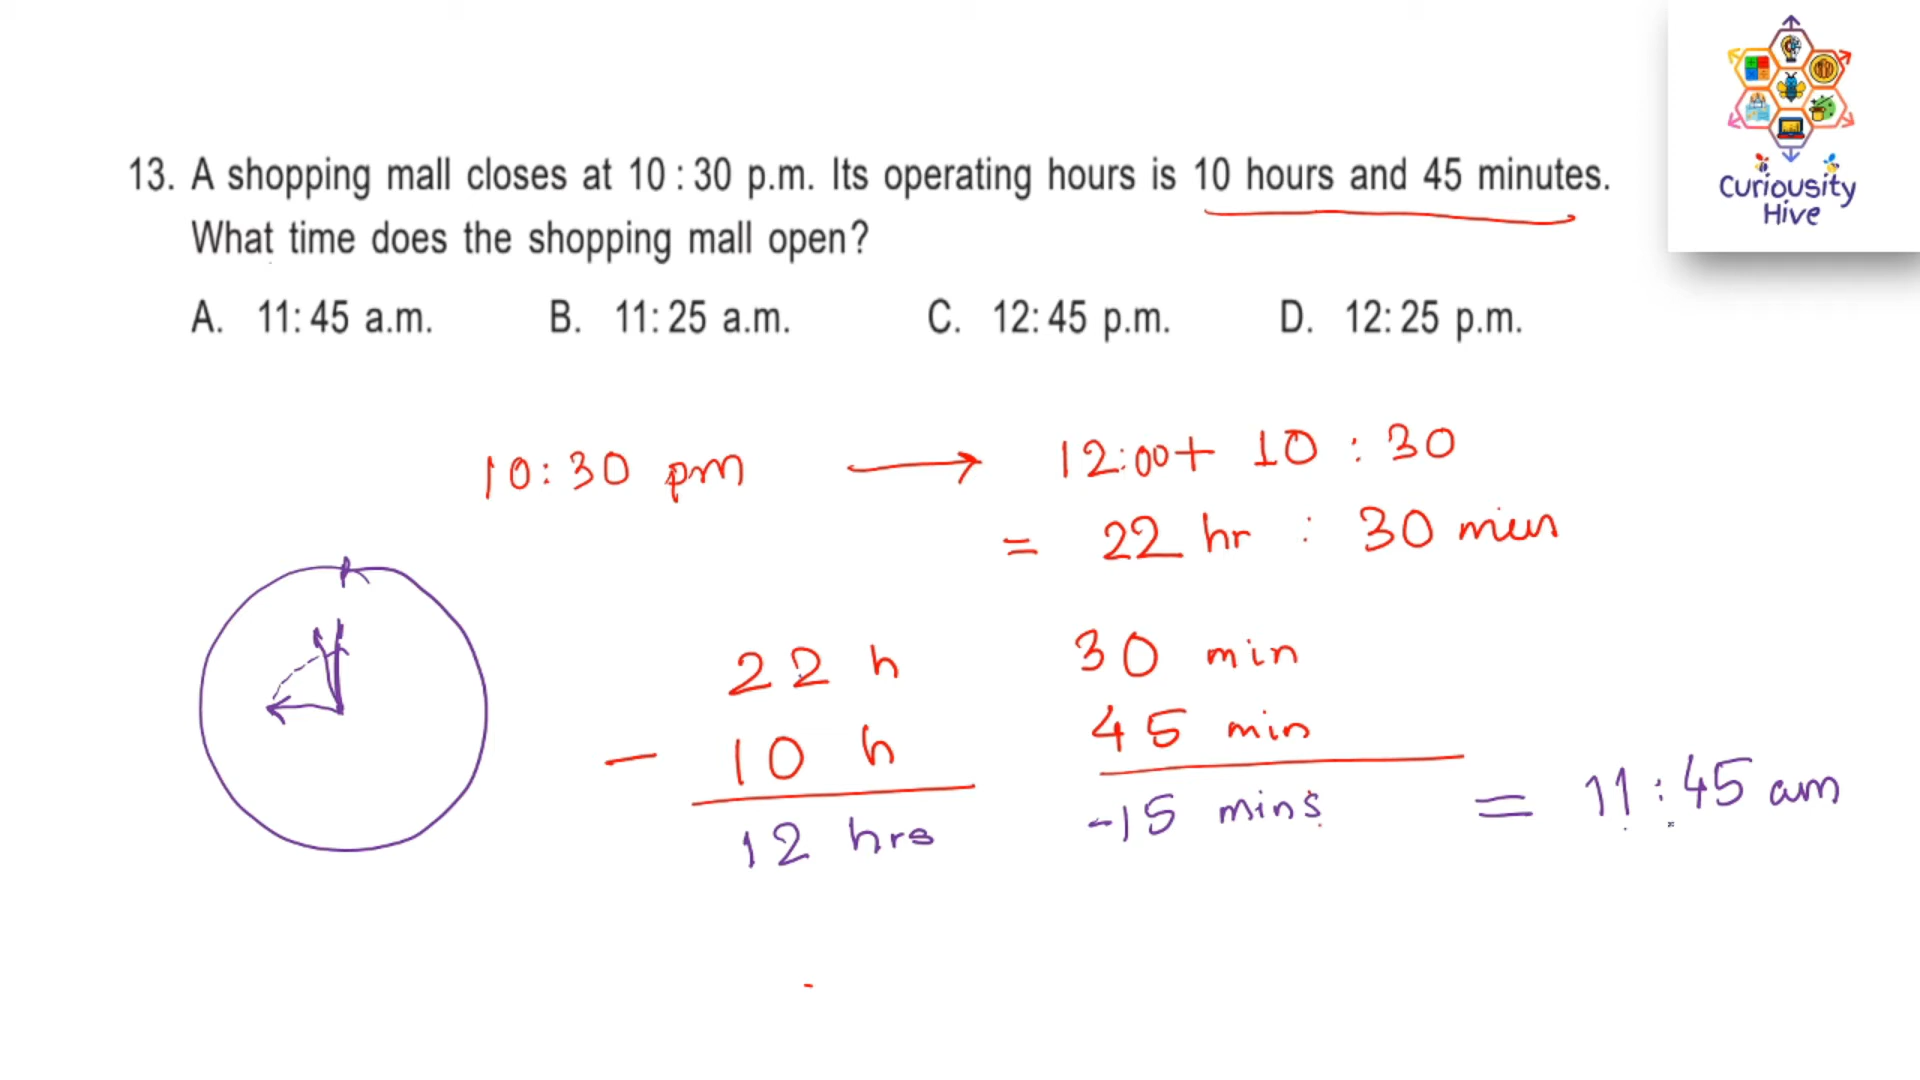 Curiousity
Hive
13. A shopping mall closes at 10 : 30 p.m. Its operating hours is 10 hours and 45 minutes.
What time does the shopping mall open?
A. 11: 45 a.m. B. 11: 25 a.m. C. 12: 45 p.m. D. 12: 25 p.m.
10:30 pm → 12:00+ 10 : 30
= 22 hr : 30 mins
22 h 30 min
- 10 h 45 min
12 hrs -15 mins = 11:45 am